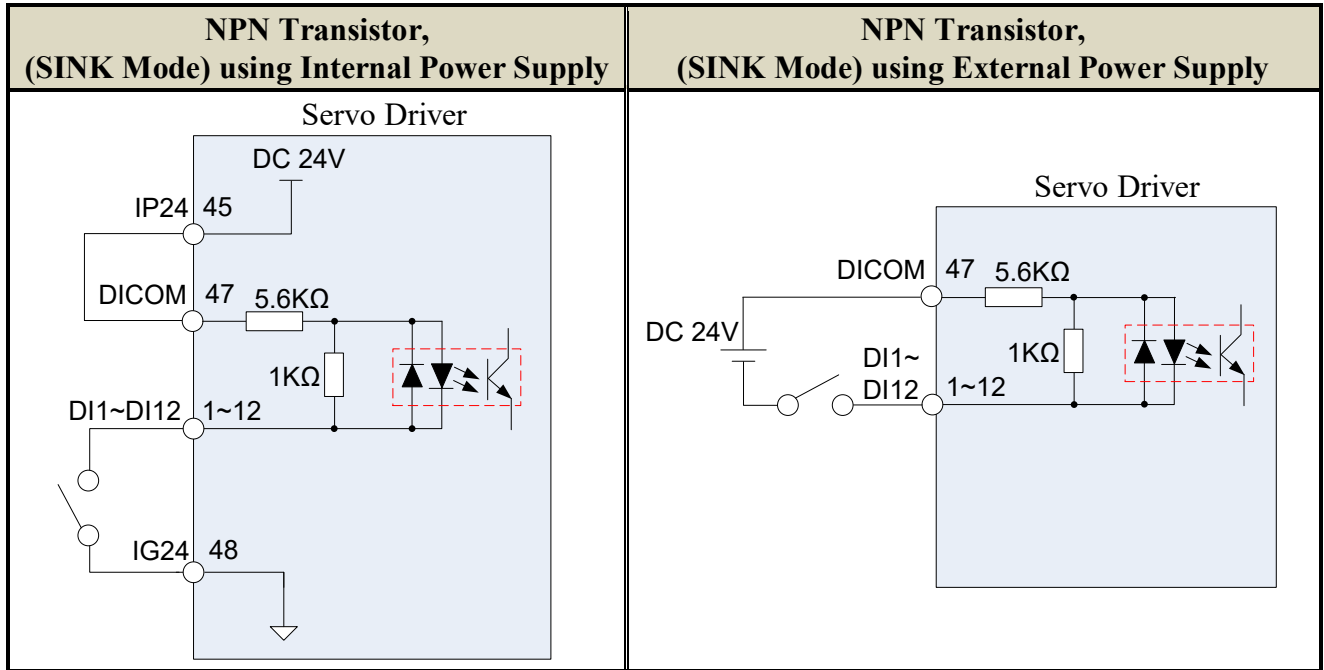 NPN Transistor,
(SINK Mode) using Internal Power Supply
NPN Transistor,
(SINK Mode) using External Power Supply
Servo Driver
DC 24V
IP24 45
DICOM 47 5.6KΩ
1KΩ
DI1~DI12 1~12
IG24 48
Servo Driver
DICOM 47 5.6KΩ
DC 24V
DI1~
1KΩ
DI12 1~12